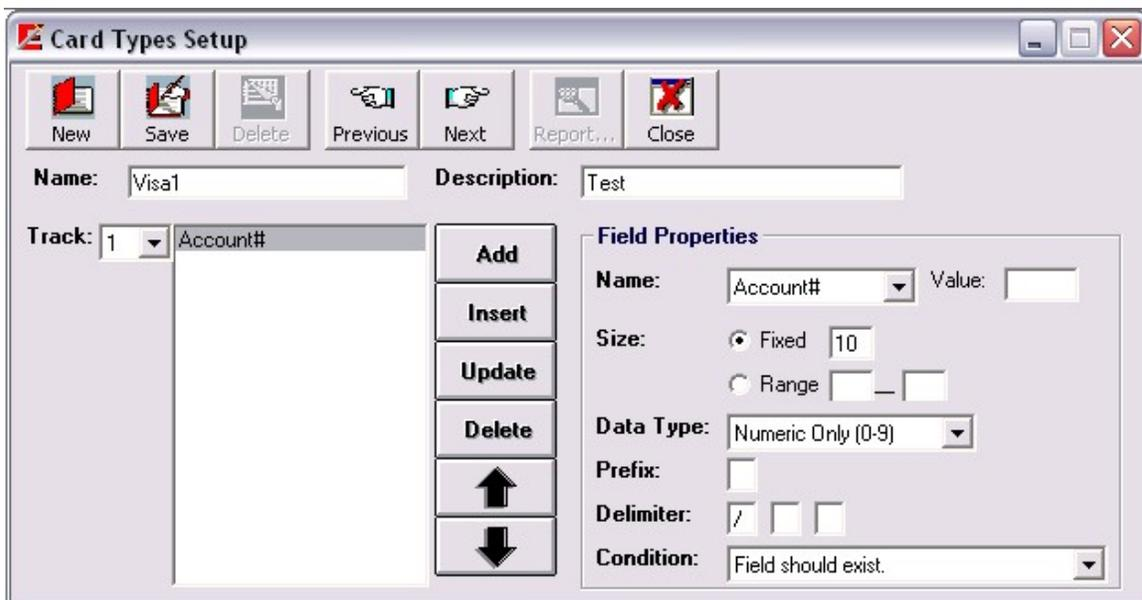 Card Types Setup
New Save Delete Previous Next Report... Close
Name: Visa1 Description: Test
Track: 1 Account#
Add
Insert
Update
Delete
Field Properties
Name: Account# Value:
Size: Fixed 10
Range —
Data Type: Numeric Only (0-9)
Prefix:
Delimiter: /
Condition: Field should exist.